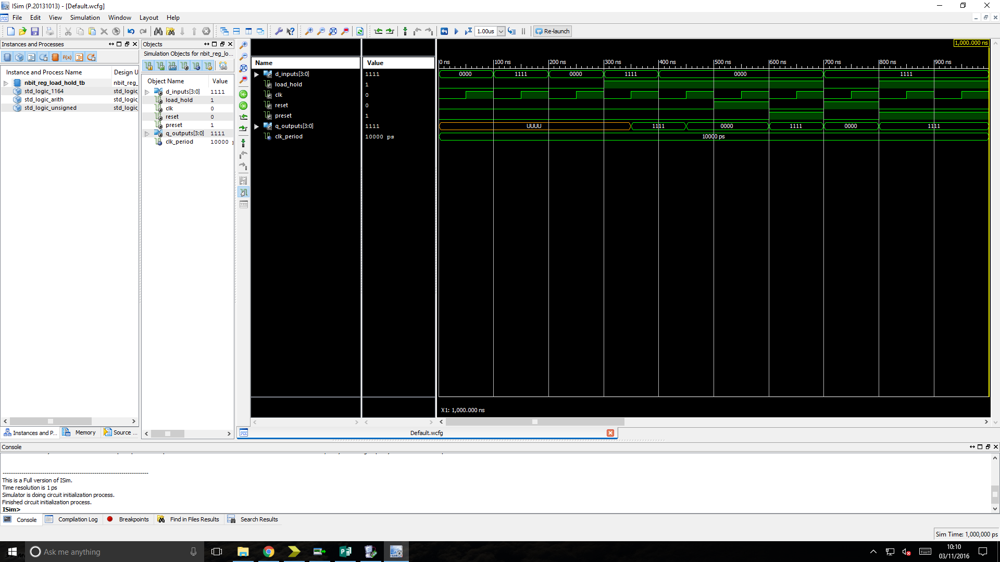 ISim (P.20131013) - [Default.wcfg]
File Edit View Simulation Window Layout Help
1.00us
Re-launch
Instances and Processes
Instance and Process Name Design U
nbit_reg_load_hold_tb nbit_reg_
std_logic_1164 std_logic_
std_logic_arith std_logic_
std_logic_unsigned std_logic_
Instances and P... Memory Source ...
Objects
Simulation Objects for nbit_reg_lo...
Object Name Value
d_inputs[3:0] 1111
load_hold 1
clk 0
reset 0
preset 1
q_outputs[3:0] 1111
clk_period 10000
Name Value
d_inputs[3:0] 1111
load_hold 1
clk 0
reset 0
preset 1
q_outputs[3:0] 1111
clk_period 10000 ps
1,000.000 ns
0 ns 100 ns 200 ns 300 ns 400 ns 500 ns 600 ns 700 ns 800 ns 900 ns
0000 1111 0000 1111 0000 1111
UUUU 1111 0000 1111 0000 1111
10000 ps
X1: 1,000.000 ns
Default.wcfg
Console
This is a Full version of ISim.
Time resolution is 1 ps
Simulator is doing circuit initialization process.
Finished circuit initialization process.
ISim>
Console Compilation Log Breakpoints Find in Files Results Search Results
Sim Time: 1,000,000 ps
Ask me anything
10:10
03/11/2016